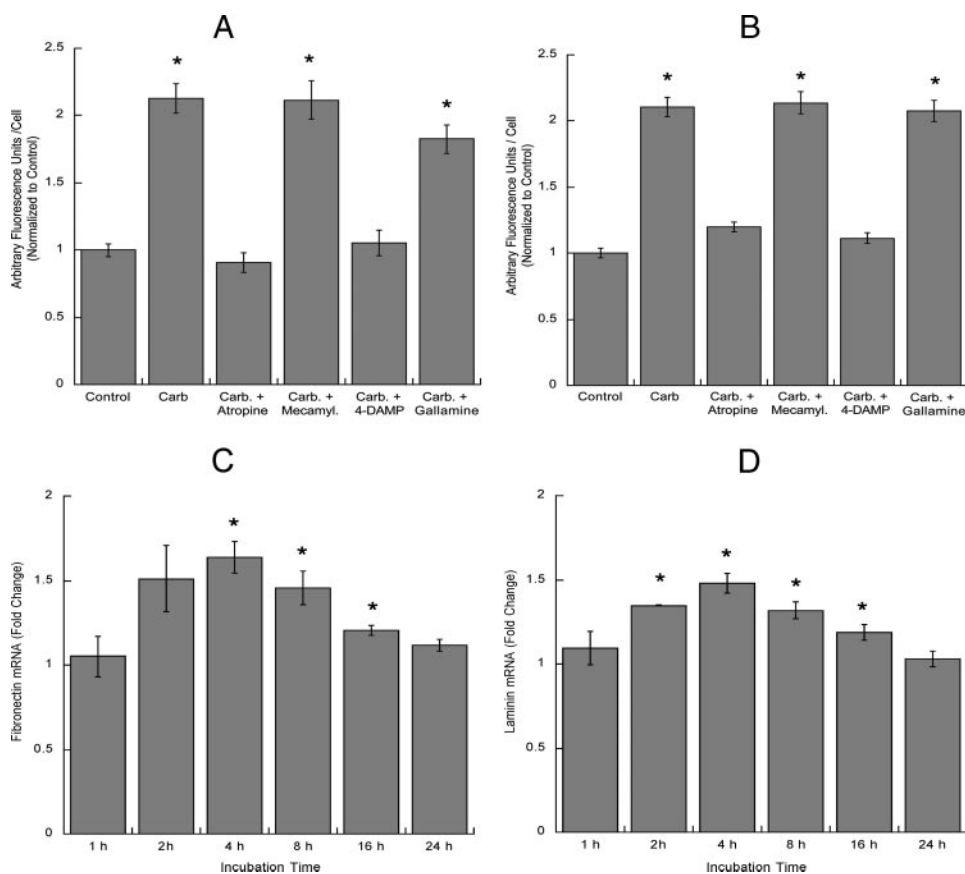 A
Arbitrary Fluorescence Units /Cell
(Normalized to Control)
2.5
2
1.5
1
0.5
0
*
*
*
Control
Carb
Carb. +
Atropine
Carb. +
Mecamyl.
Carb. +
4-DAMP
Carb. +
Gallamine
B
Arbitrary Fluorescence Units / Cell
(Normalized to Control)
2.5
2
1.5
1
0.5
0
*
*
*
Control
Carb
Carb. +
Atropine
Carb. +
Mecamyl.
Carb. +
4-DAMP
Carb. +
Gallamine
C
Fibronectin mRNA (Fold Change)
2
1.5
1
0.5
0
*
*
*
1 h
2h
4 h
8 h
16 h
24 h
Incubation Time
D
Laminin mRNA (Fold Change)
2
1.5
1
0.5
0
*
*
*
*
1 h
2h
4 h
8 h
16 h
24 h
Incubation Time